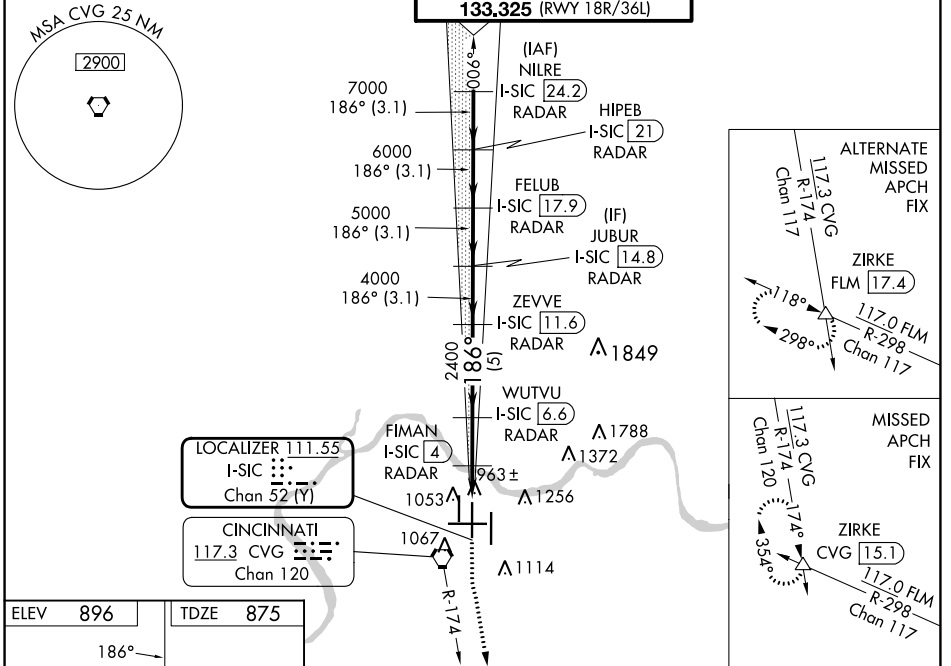 133.325 (RWY 18R/36L)
MSA CVG 25 NM
2900
006°
(IAF)
NILRE
I-SIC 24.2
RADAR
7000
186° (3.1)
HIPEB
I-SIC 21
RADAR
6000
186° (3.1)
FELUB
I-SIC 17.9
RADAR
5000
186° (3.1)
(IF)
JUBUR
I-SIC 14.8
RADAR
4000
186° (3.1)
ZEVVE
I-SIC 11.6
RADAR
1849
2400
186°
(5)
WUTVU
I-SIC 6.6
RADAR
FIMAN
I-SIC 4
RADAR
1788
1372
963±
1053
1256
1067
1114
R-174
LOCALIZER 111.55
I-SIC
Chan 52 (Y)
CINCINNATI
117.3 CVG
Chan 120
ELEV 896
TDZE 875
186°
ALTERNATE
MISSED
APCH
FIX
117.3 CVG
R-174
Chan 117
ZIRKE
FLM 17.4
118°
298°
117.0 FLM
R-298
Chan 117
MISSED
APCH
FIX
117.3 CVG
R-174
Chan 120
174°
354°
ZIRKE
CVG 15.1
117.0 FLM
R-298
Chan 117